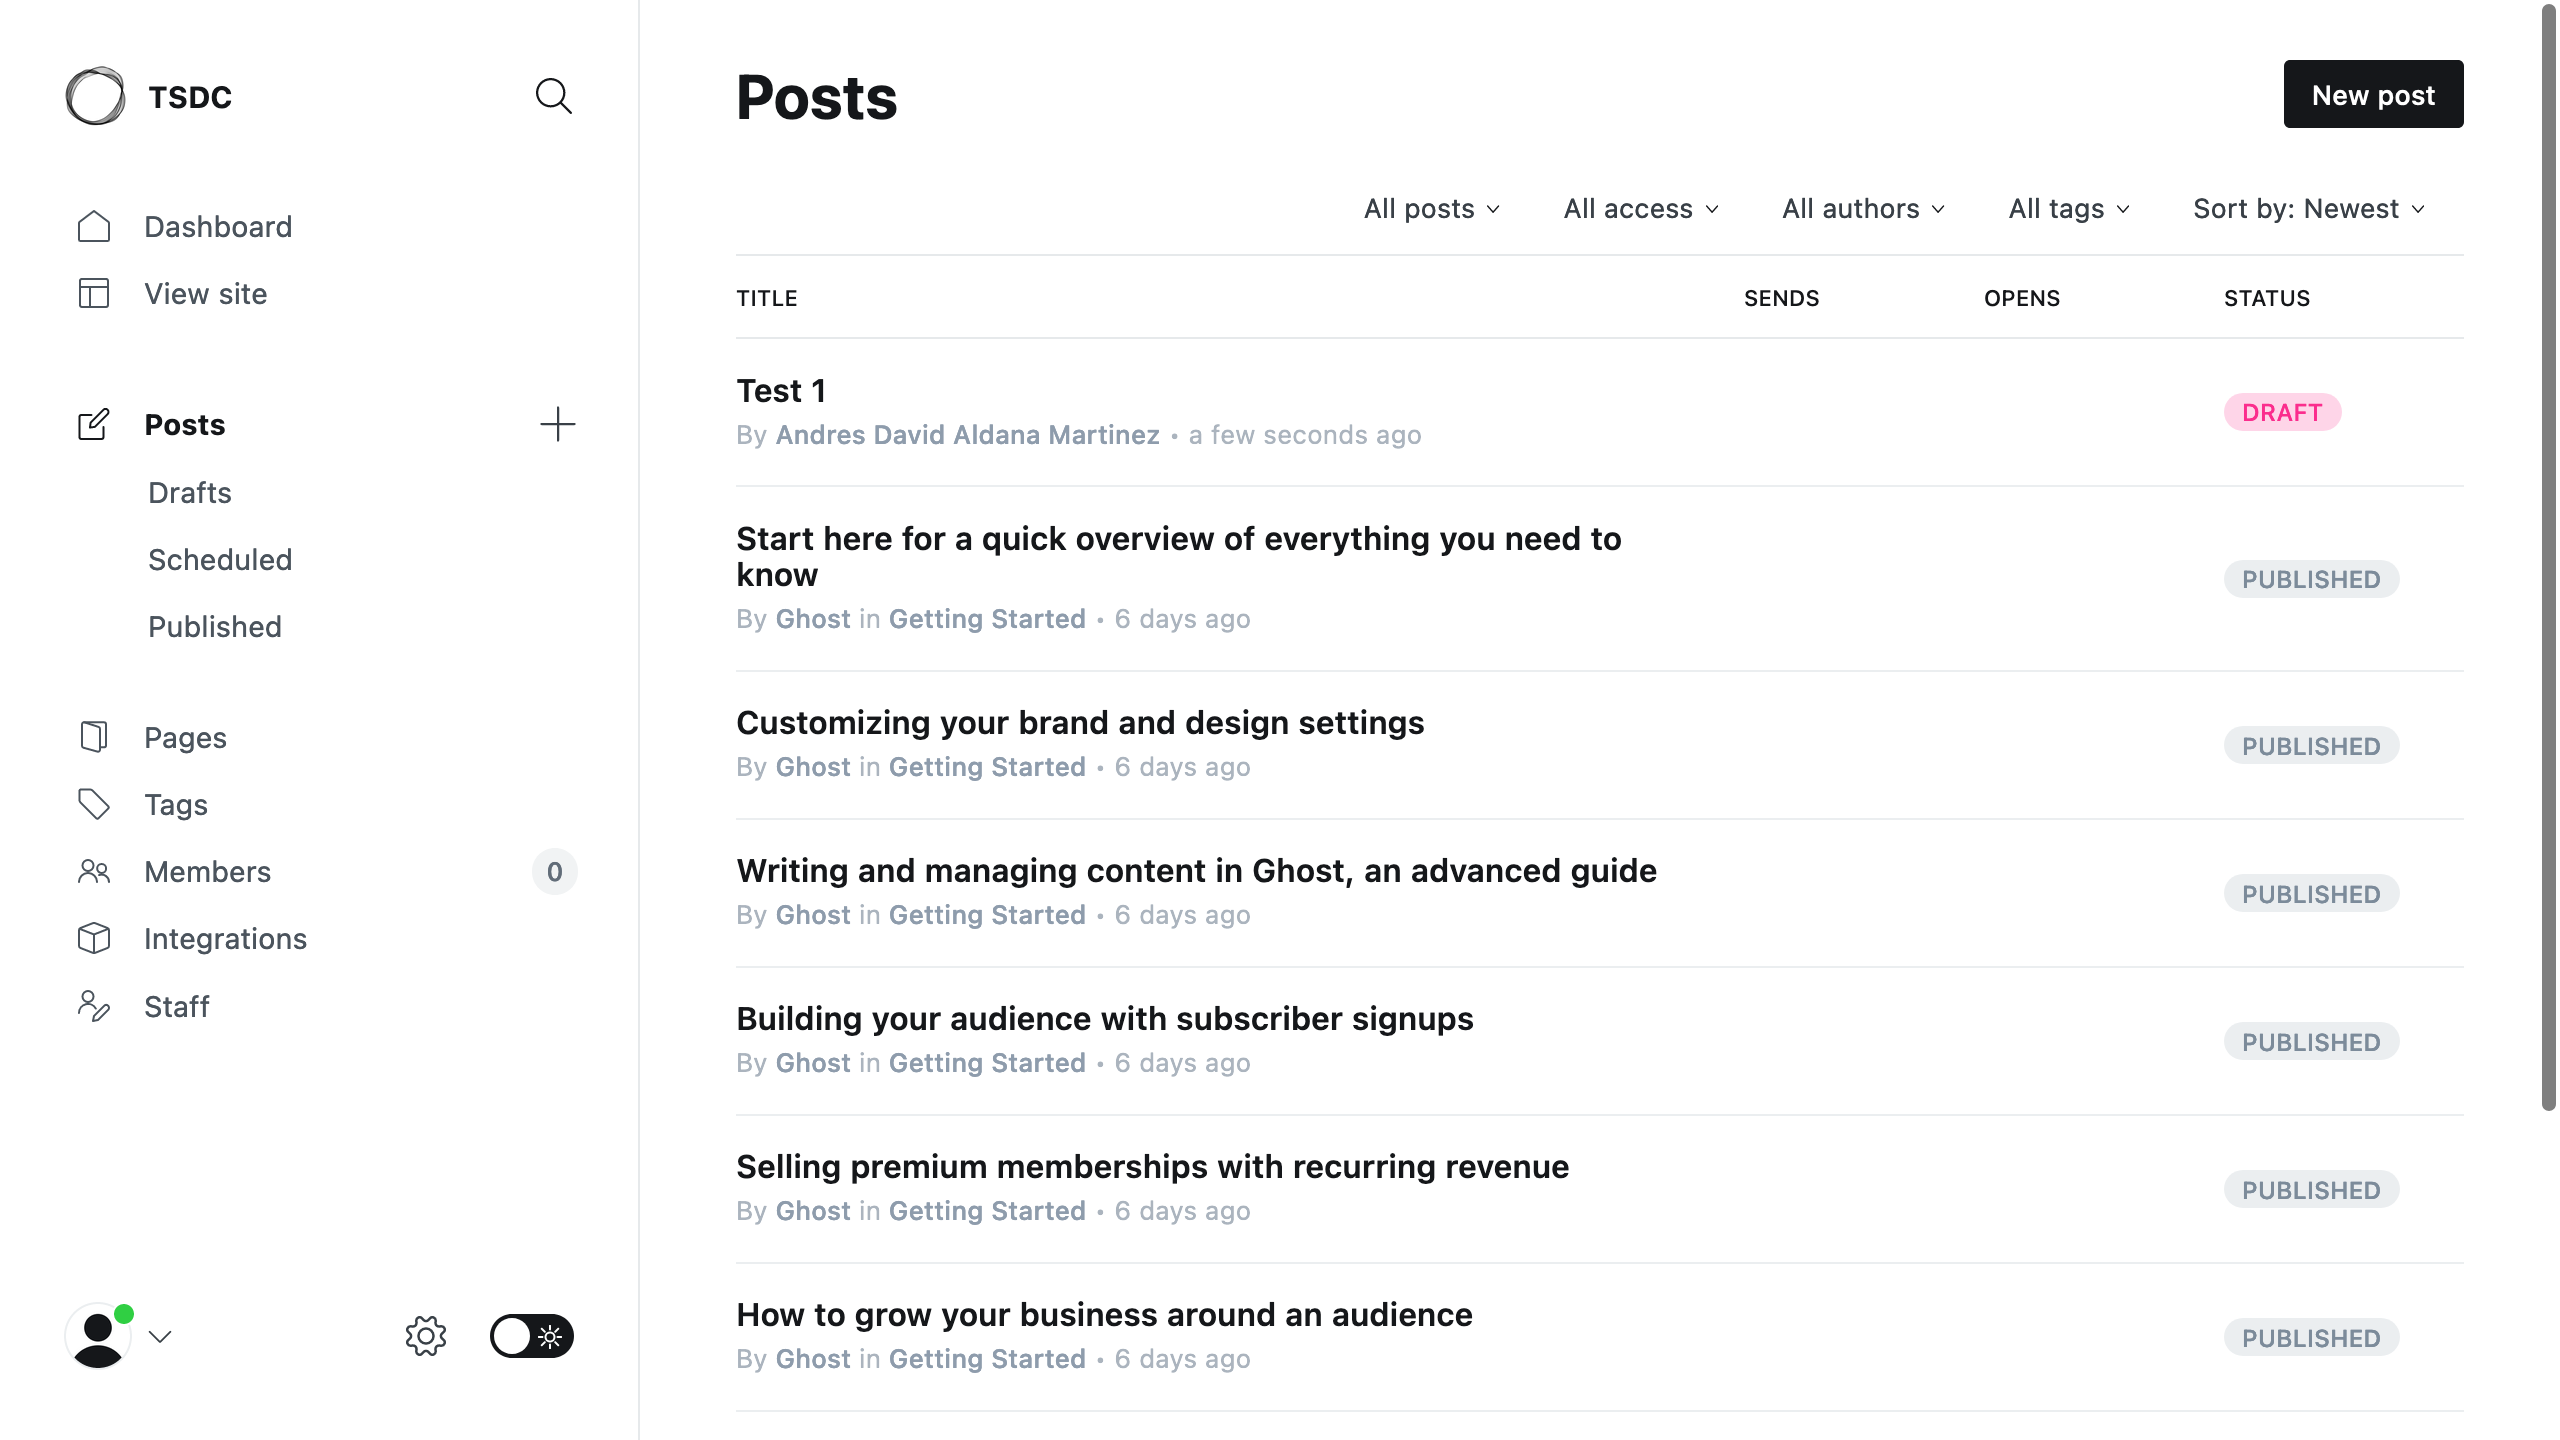 TSDC
Dashboard
View site
Posts
Drafts
Scheduled
Published
Pages
Tags
Members 0
Integrations
Staff
Posts
New post
All posts All access All authors All tags Sort by: Newest
TITLE SENDS OPENS STATUS
Test 1
By Andres David Aldana Martinez • a few seconds ago
DRAFT
Start here for a quick overview of everything you need to
know
By Ghost in Getting Started • 6 days ago
PUBLISHED
Customizing your brand and design settings
By Ghost in Getting Started • 6 days ago
PUBLISHED
Writing and managing content in Ghost, an advanced guide
By Ghost in Getting Started • 6 days ago
PUBLISHED
Building your audience with subscriber signups
By Ghost in Getting Started • 6 days ago
PUBLISHED
Selling premium memberships with recurring revenue
By Ghost in Getting Started • 6 days ago
PUBLISHED
How to grow your business around an audience
By Ghost in Getting Started • 6 days ago
PUBLISHED